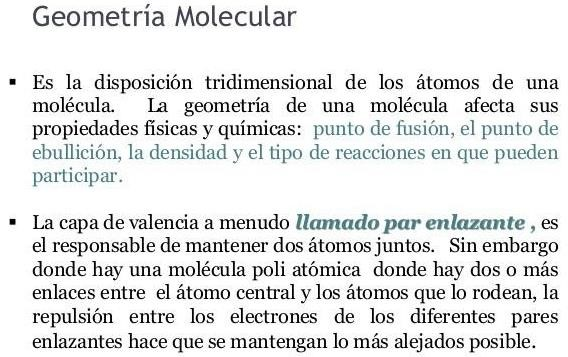 Geometría Molecular
▪ Es la disposición tridimensional de los átomos de una
molécula. La geometría de una molécula afecta sus
propiedades físicas y químicas: punto de fusión, el punto de
ebullición, la densidad y el tipo de reacciones en que pueden
participar.
▪ La capa de valencia a menudo llamado par enlazante , es
el responsable de mantener dos átomos juntos. Sin embargo
donde hay una molécula poli atómica donde hay dos o más
enlaces entre el átomo central y los átomos que lo rodean, la
repulsión entre los electrones de los diferentes pares
enlazantes hace que se mantengan lo más alejados posible.